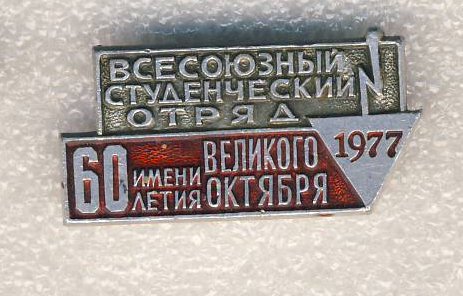 ВСЕСОЮЗНЫЙ
СТУДЕНЧЕСКИЙ
ОТРЯД
60 ИМЕНИ ВЕЛИКОГО
ЛЕТИЯ ОКТЯБРЯ
1977